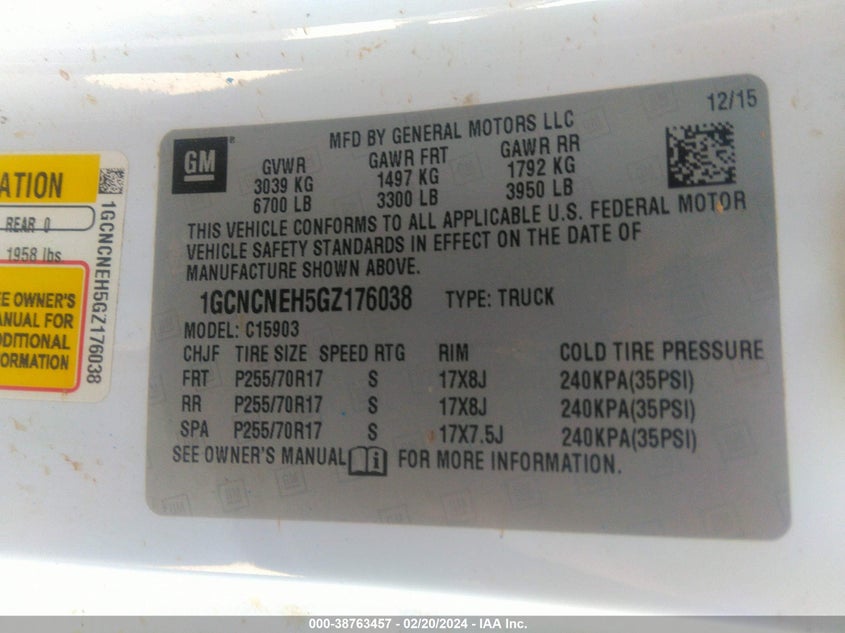 12/15
MFD BY GENERAL MOTORS LLC
GM
GVWR GAWR FRT GAWR RR
3039 KG 1497 KG 1792 KG
6700 LB 3300 LB 3950 LB
THIS VEHICLE CONFORMS TO ALL APPLICABLE U.S. FEDERAL MOTOR
VEHICLE SAFETY STANDARDS IN EFFECT ON THE DATE OF
MANUFACTURE SHOWN ABOVE.
1GCNCNEH5GZ176038 TYPE: TRUCK
MODEL: C15903
CHJF TIRE SIZE SPEED RTG RIM COLD TIRE PRESSURE
FRT P255/70R17 S 17X8J 240KPA(35PSI)
RR P255/70R17 S 17X8J 240KPA(35PSI)
SPA P255/70R17 S 17X7.5J 240KPA(35PSI)
SEE OWNER'S MANUAL FOR MORE INFORMATION.
ATION
REAR 0
1958 lbs
EE OWNER'S
ANUAL FOR
DDITIONAL
FORMATION
1GCNCNEH5GZ176038
000-38763457 - 02/20/2024 - IAA Inc.